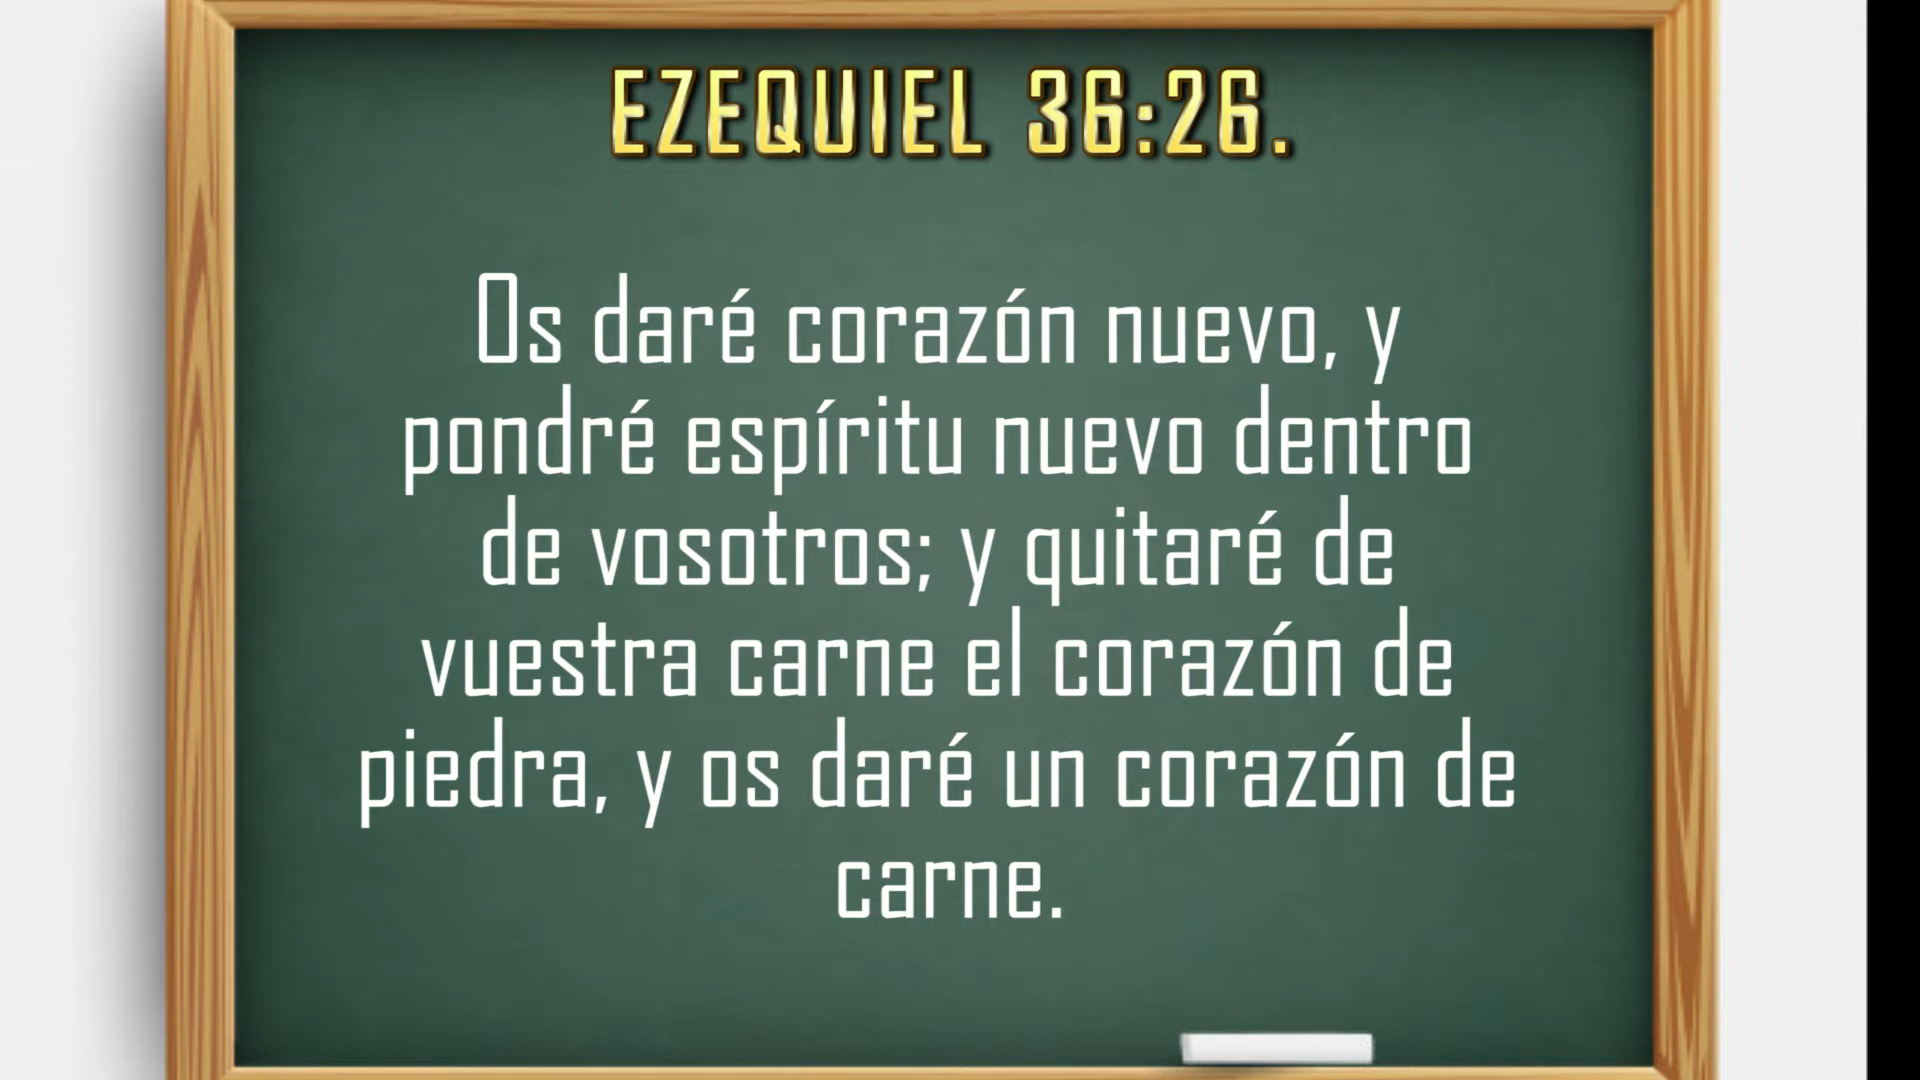 EZEQUIEL 36:26.
Os daré corazón nuevo, y
pondré espíritu nuevo dentro
de vosotros; y quitaré de
vuestra carne el corazón de
piedra, y os daré un corazón de
carne.